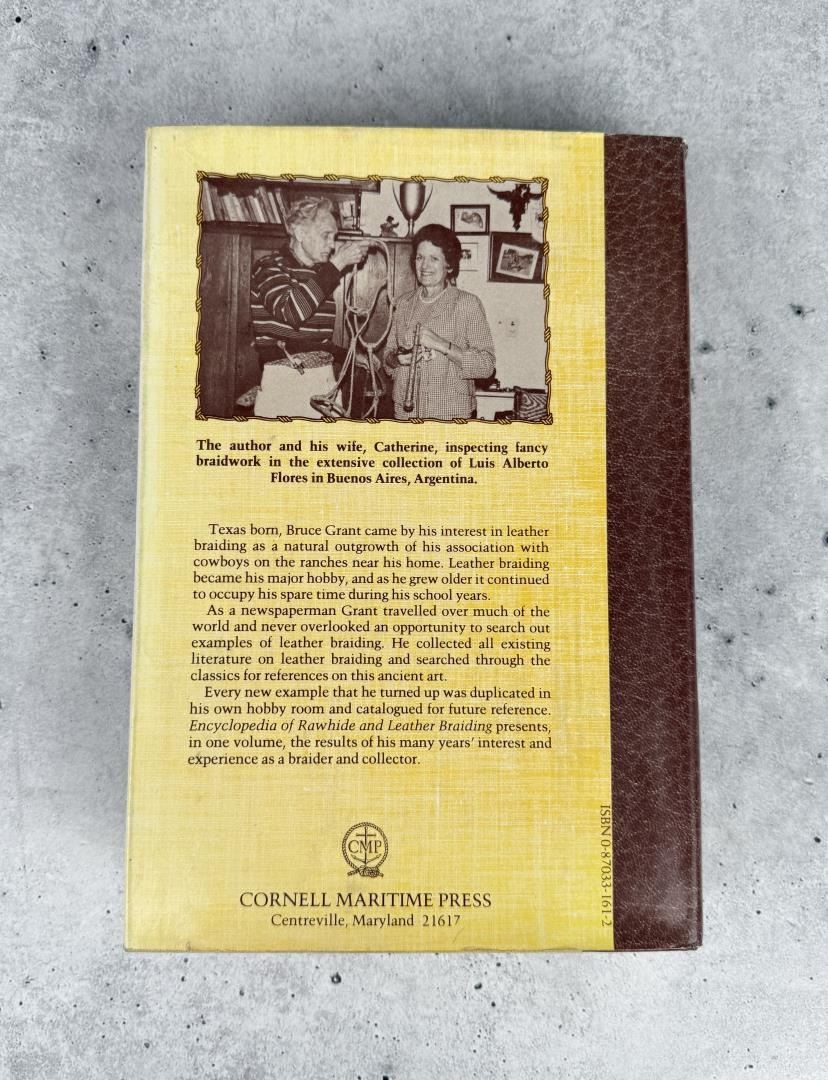 The author and his wife, Catherine, inspecting fancy
braidwork in the extensive collection of Luis Alberto
Flores in Buenos Aires, Argentina.
Texas born, Bruce Grant came by his interest in leather
braiding as a natural outgrowth of his association with
cowboys on the ranches near his home. Leather braiding
became his major hobby, and as he grew older it continued
to occupy his spare time during his school years.
As a newspaperman Grant travelled over much of the
world and never overlooked an opportunity to search out
examples of leather braiding. He collected all existing
literature on leather braiding and searched through the
classics for references on this ancient art.
Every new example that he turned up was duplicated in
his own hobby room and catalogued for future reference.
Encyclopedia of Rawhide and Leather Braiding presents,
in one volume, the results of his many years' interest and
experience as a braider and collector.
CMP
CORNELL MARITIME PRESS
Centreville, Maryland 21617
ISBN 0-87033-161-2